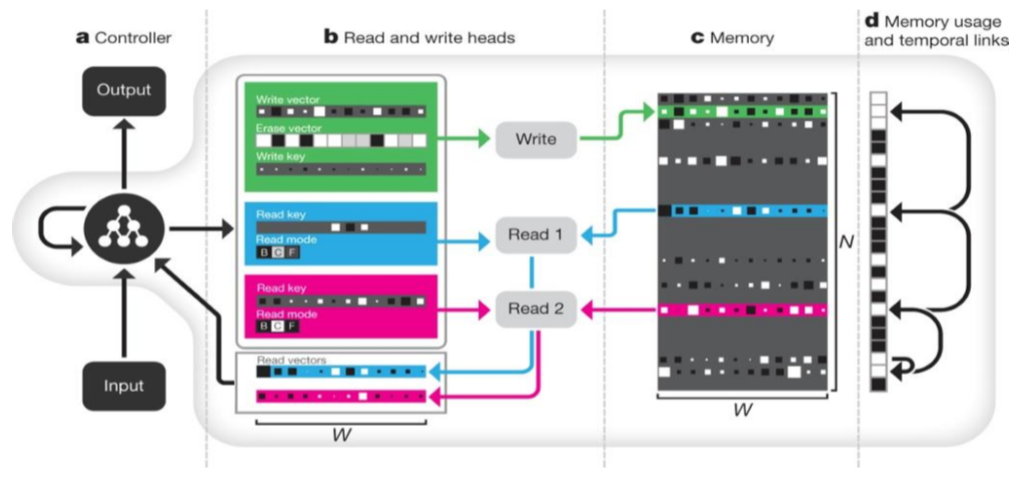 a Controller
b Read and write heads
c Memory
d Memory usage
and temporal links
Output
Input
Write vector
Erase vector
Write key
Read key
Read mode
B C F
Read key
Read mode
B C F
Read vectors
W
Write
Read 1
Read 2
N
W